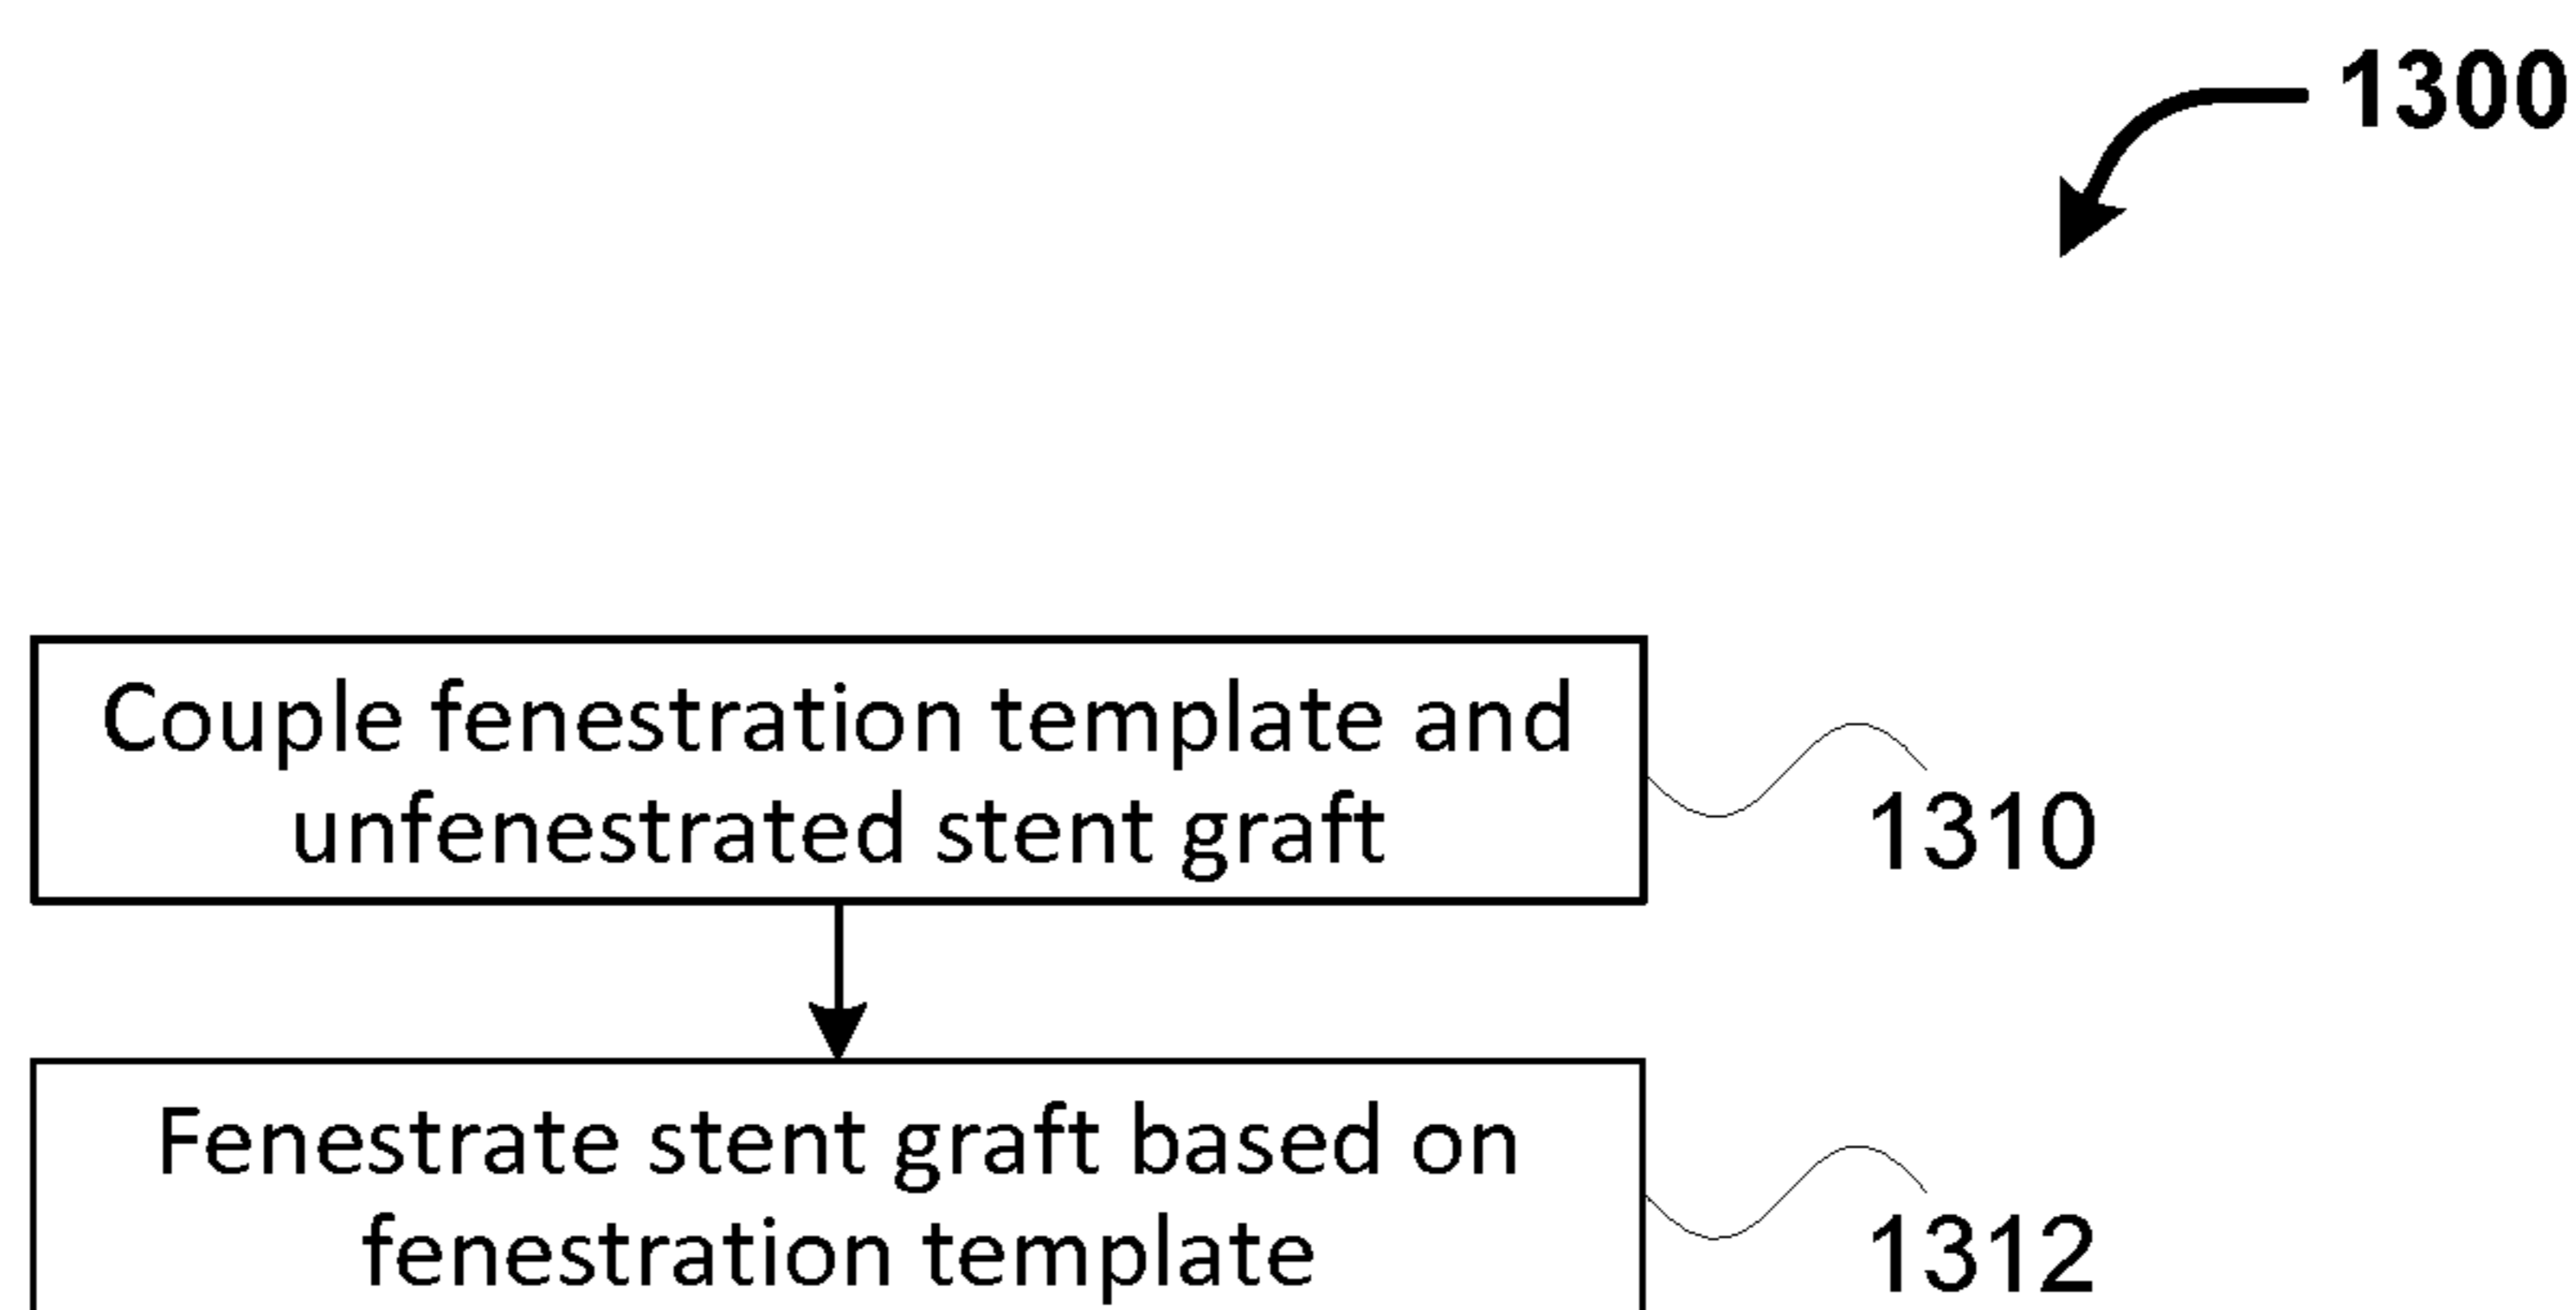 1300
Couple fenestration template and
unfenestrated stent graft
1310
Fenestrate stent graft based on
fenestration template
1312